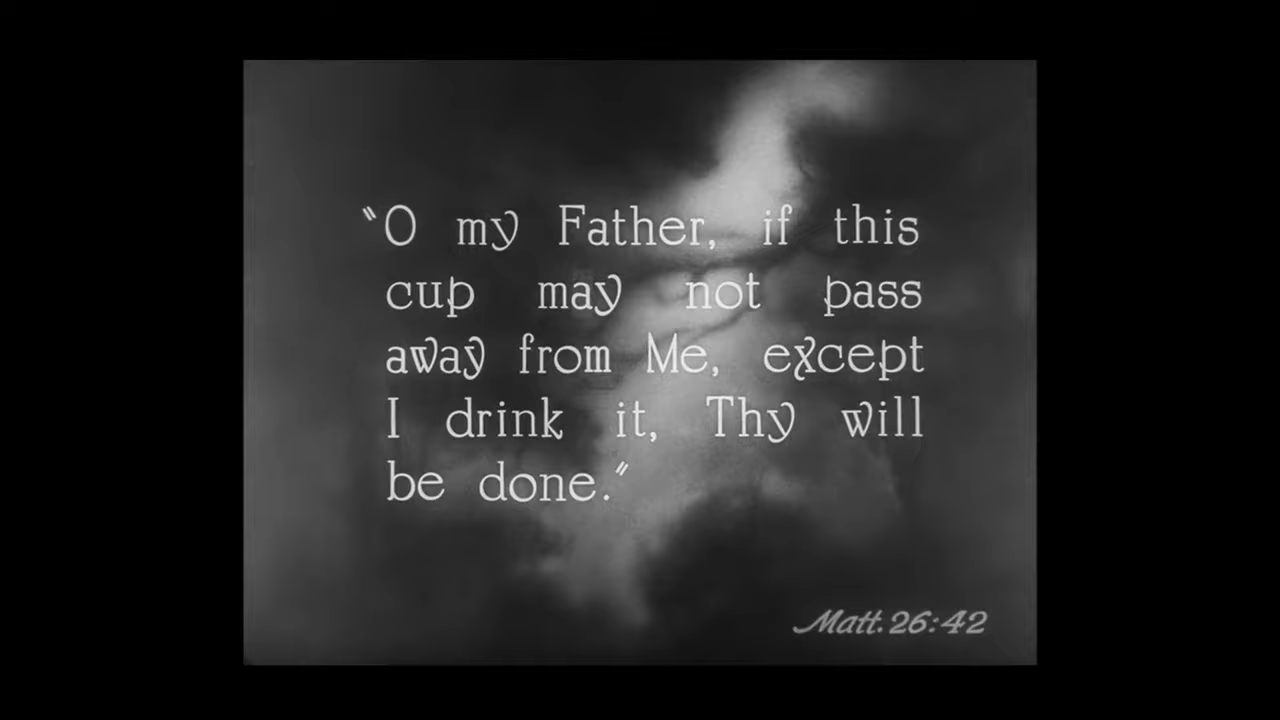 "O my Father, if this
cup may not pass
away from Me, except
I drink it, Thy will
be done."
Matt. 26:42